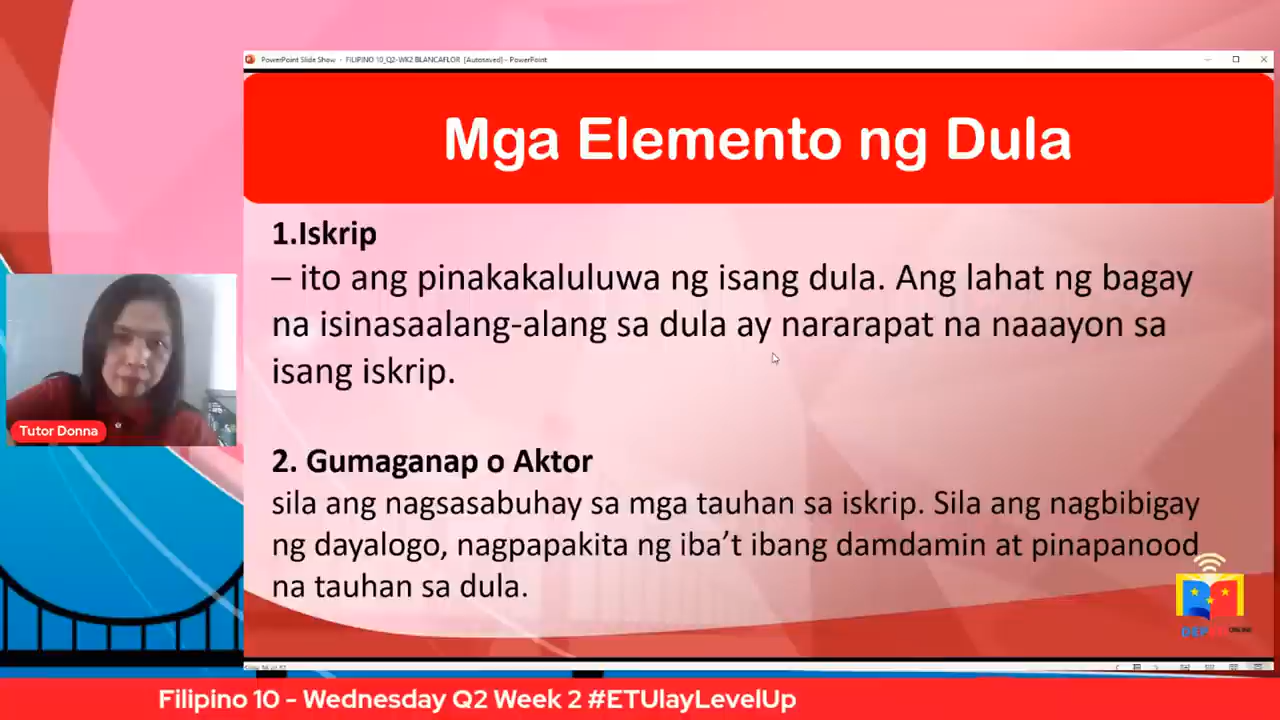 PowerPoint Slide Show - FILIPINO 10_Q2-WK2 BLANCAFLOR [Autosaved] - PowerPoint
Mga Elemento ng Dula
1.Iskrip
– ito ang pinakakaluluwa ng isang dula. Ang lahat ng bagay
na isinasaalang-alang sa dula ay nararapat na naaayon sa
isang iskrip.
2. Gumaganap o Aktor
sila ang nagsasabuhay sa mga tauhan sa iskrip. Sila ang nagbibigay
ng dayalogo, nagpapakita ng iba’t ibang damdamin at pinapanood
na tauhan sa dula.
Tutor Donna
ONLINE
Filipino 10 - Wednesday Q2 Week 2 #ETUlayLevelUp